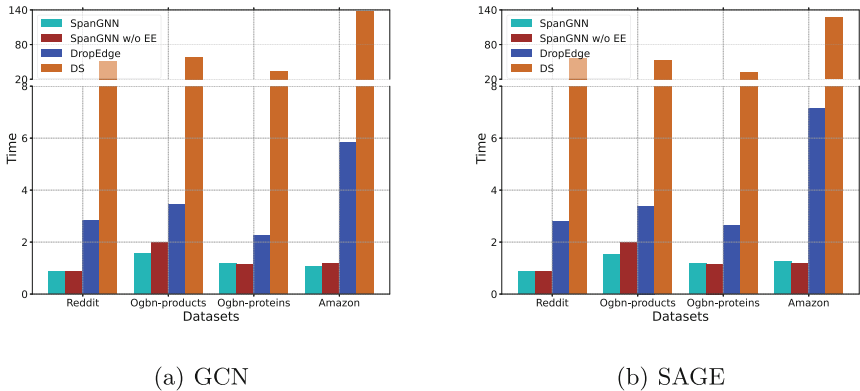 140
80
20
8
6
4
2
0
Time
SpanGNN
SpanGNN w/o EE
DropEdge
DS
Reddit Ogbn-products Ogbn-proteins Amazon
Datasets
(a) GCN
140
80
20
8
6
4
2
0
Time
SpanGNN
SpanGNN w/o EE
DropEdge
DS
Reddit Ogbn-products Ogbn-proteins Amazon
Datasets
(b) SAGE